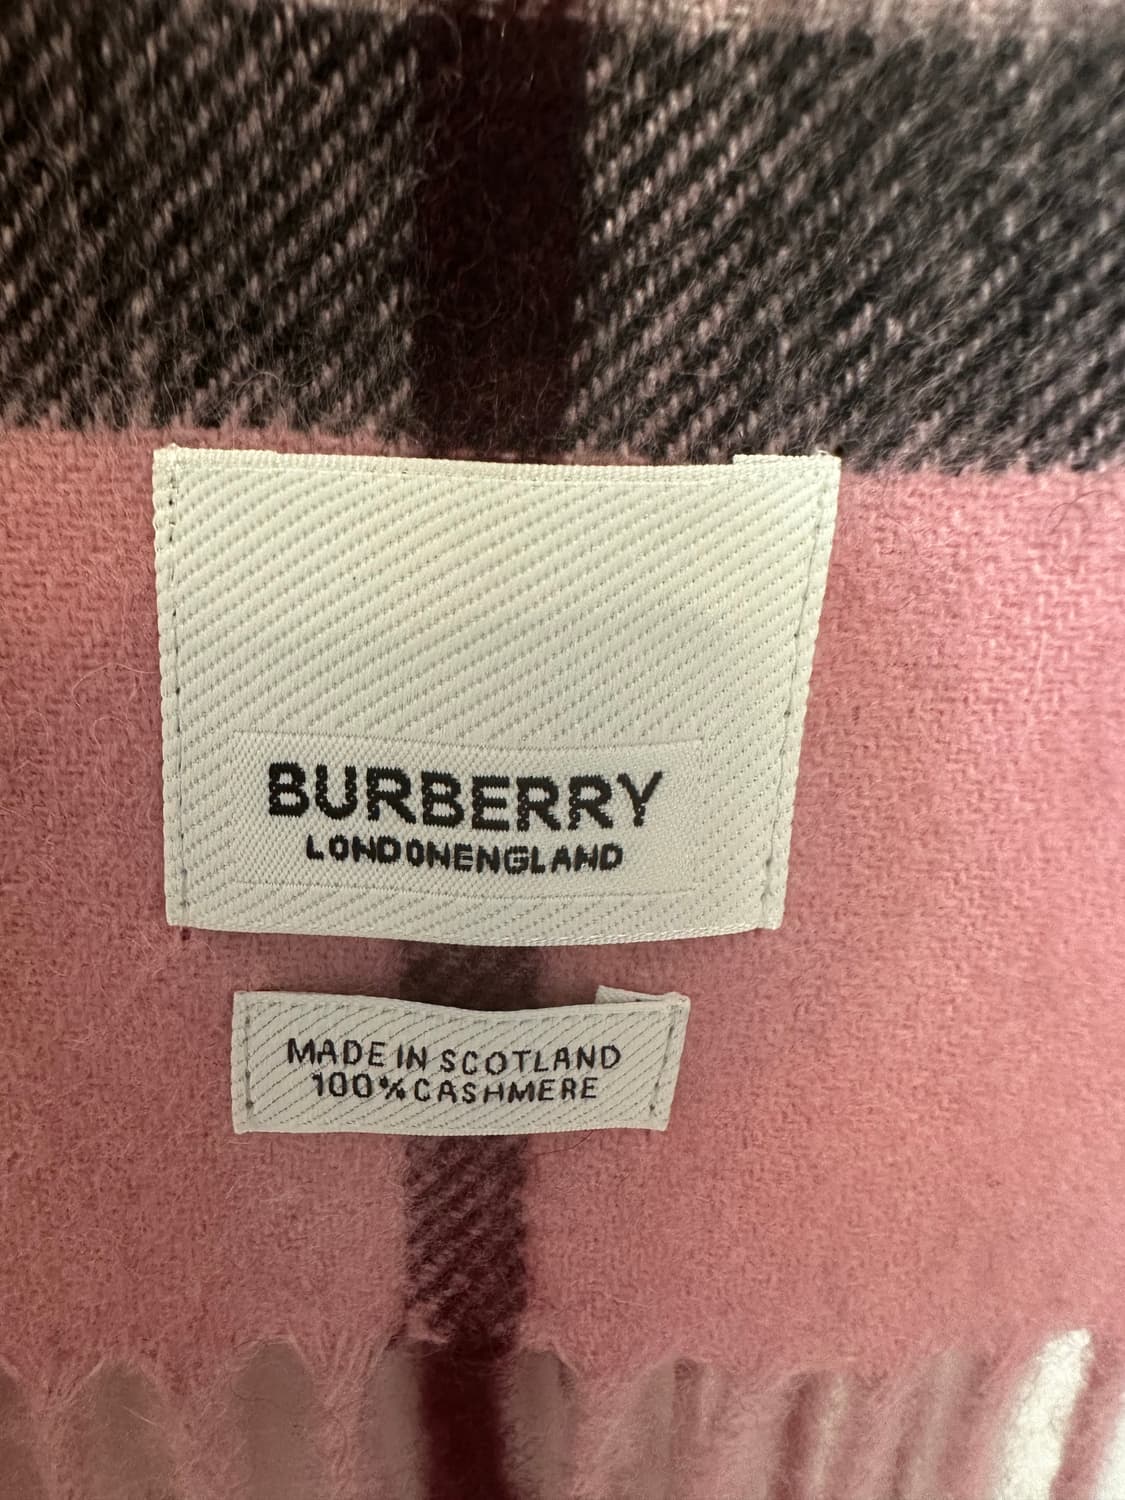 BURBERRY
LONDONENGLAND
MADE IN SCOTLAND
100% CASHMERE